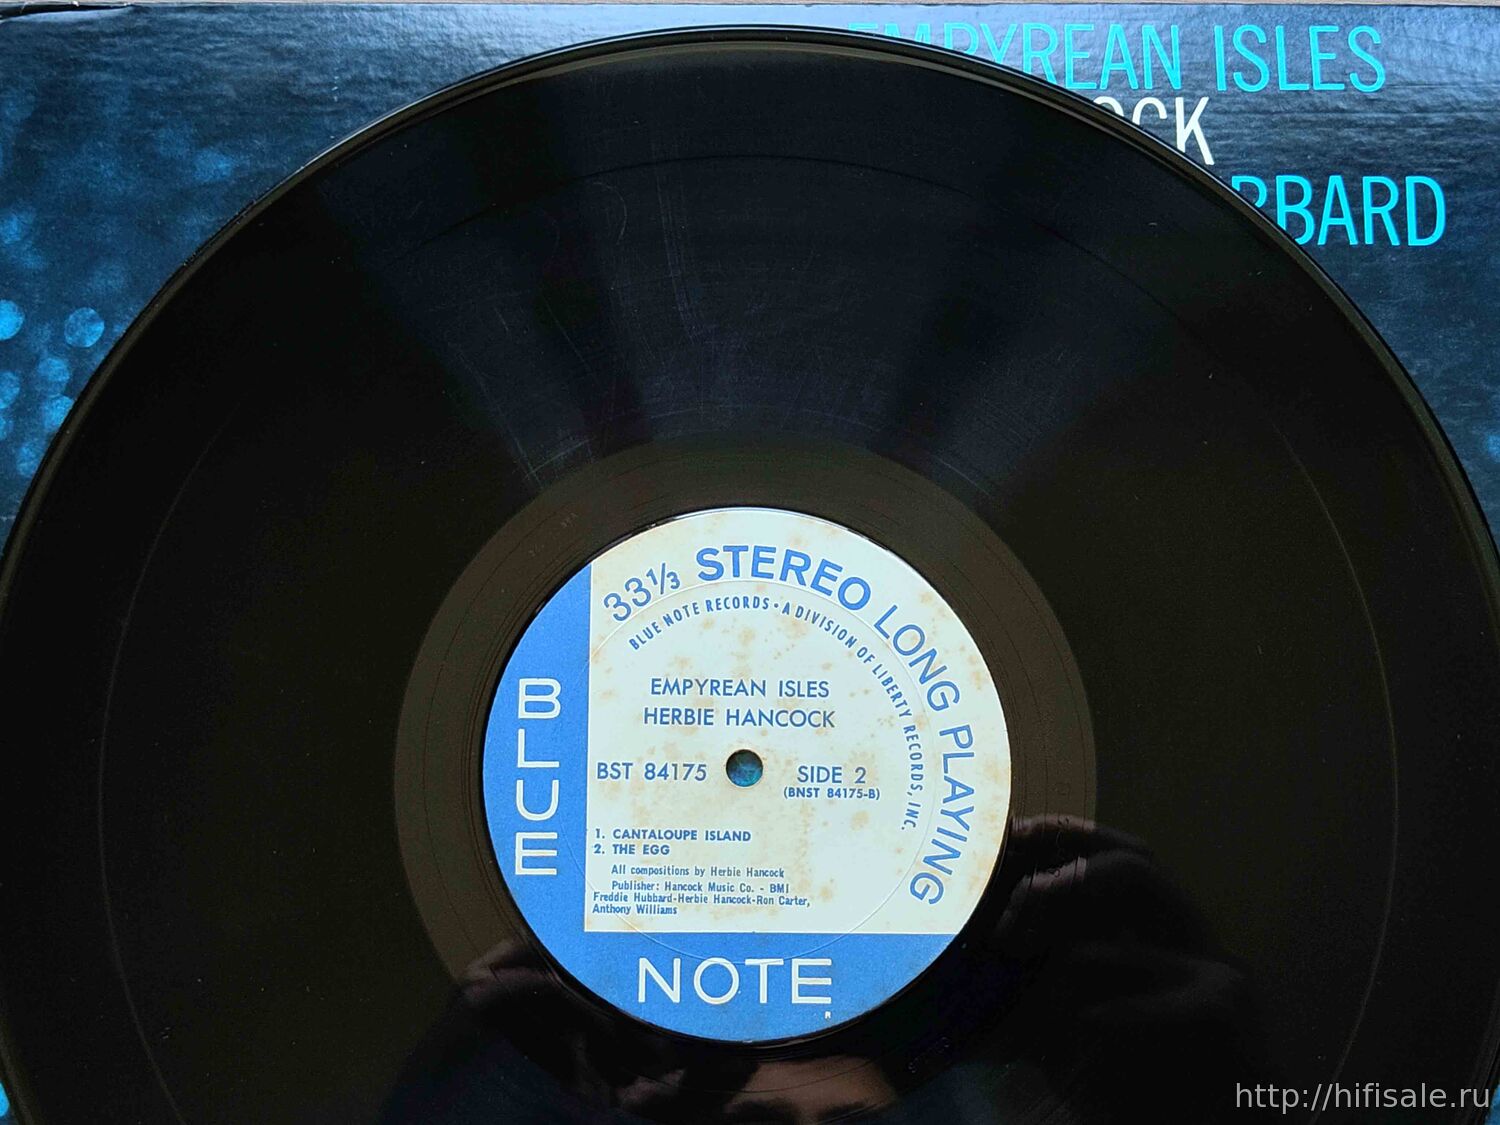 EMPYREAN ISLES
OCK
BBARD
33⅓ STEREO LONG PLAYING
BLUE NOTE RECORDS • A DIVISION OF LIBERTY RECORDS, INC.
EMPYREAN ISLES
HERBIE HANCOCK
BST 84175
SIDE 2
(BNST 84175-B)
1. CANTALOUPE ISLAND
2. THE EGG
All compositions by Herbie Hancock
Publisher: Hancock Music Co. - BMI
Freddie Hubbard-Herbie Hancock-Ron Carter,
Anthony Williams
BLUE
NOTE
R
http://hifisale.ru